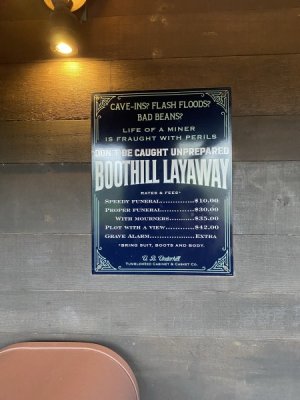 CAVE-INS? FLASH FLOODS?
BAD BEANS?
LIFE OF A MINER
IS FRAUGHT WITH PERILS
DON'T BE CAUGHT UNPREPARED
BOOTHILL LAYAWAY
RATES & FEES*
SPEEDY FUNERAL............$10.00
PROPER FUNERAL............$30.00
WITH MOURNERS.......$35.00
PLOT WITH A VIEW..........$42.00
GRAVE ALARM................EXTRA
*BRING SUIT, BOOTS AND BODY.
TUMBLEWEED CABINET & CASKET CO.